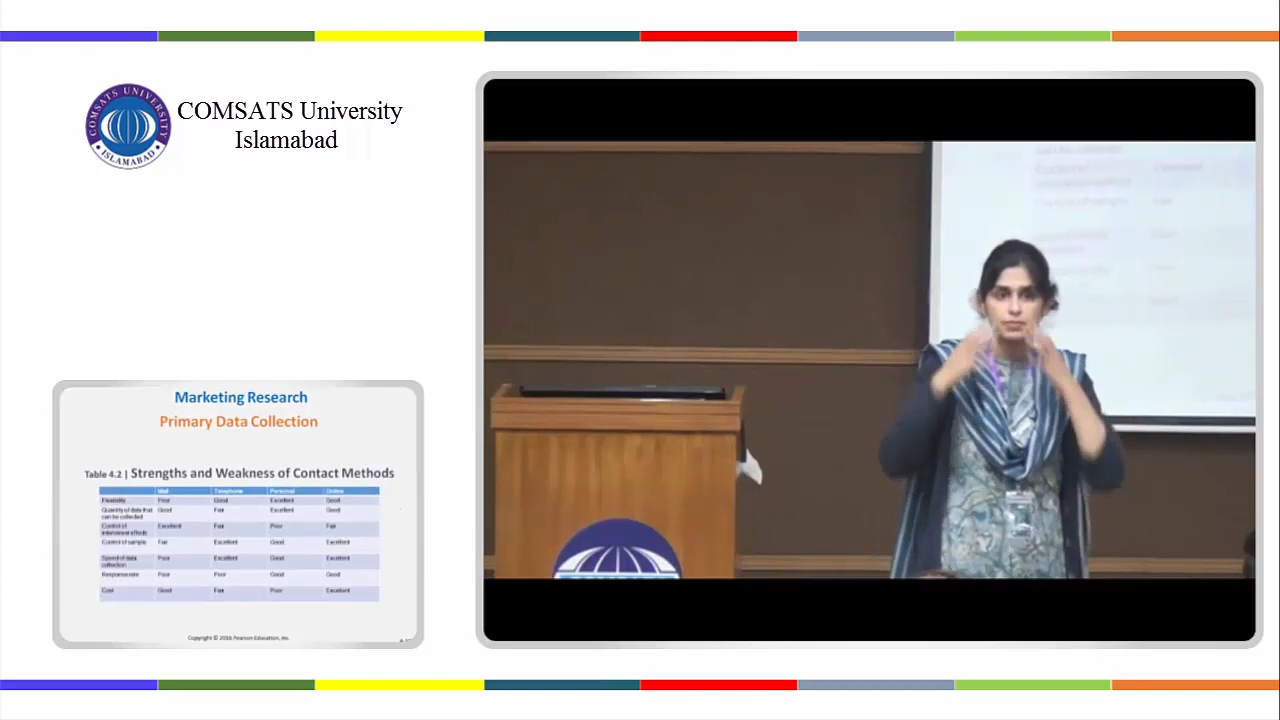 COMSATS UNIVERSITY
• ISLAMABAD •
COMSATS University
Islamabad
Marketing Research
Primary Data Collection
Table 4.2 | Strengths and Weakness of Contact Methods
Mail Telephone Personal Online
Flexibility Poor Good Excellent Good
Quantity of data that can be collected Good Fair Excellent Good
Control of interviewer effects Excellent Fair Poor Fair
Control of sample Fair Excellent Good Excellent
Speed of data collection Poor Excellent Good Excellent
Response rate Poor Poor Good Good
Cost Good Fair Poor Excellent
Copyright © 2016 Pearson Education, Inc.